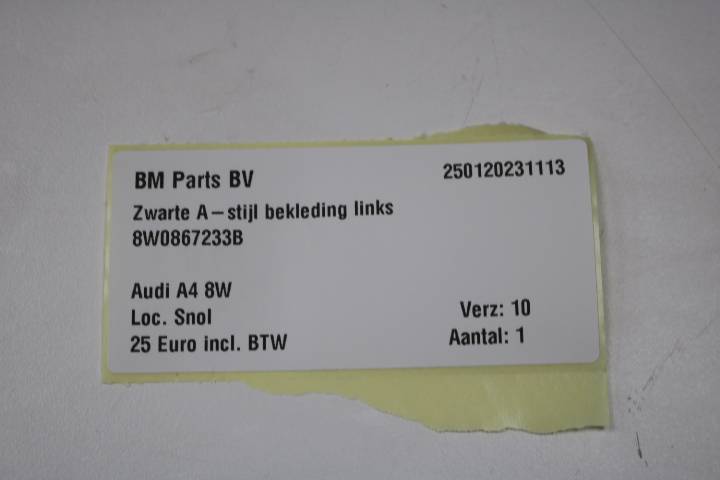 BM Parts BV 250120231113
Zwarte A-stijl bekleding links
8W0867233B
Audi A4 8W
Loc. Snol Verz: 10
25 Euro incl. BTW Aantal: 1